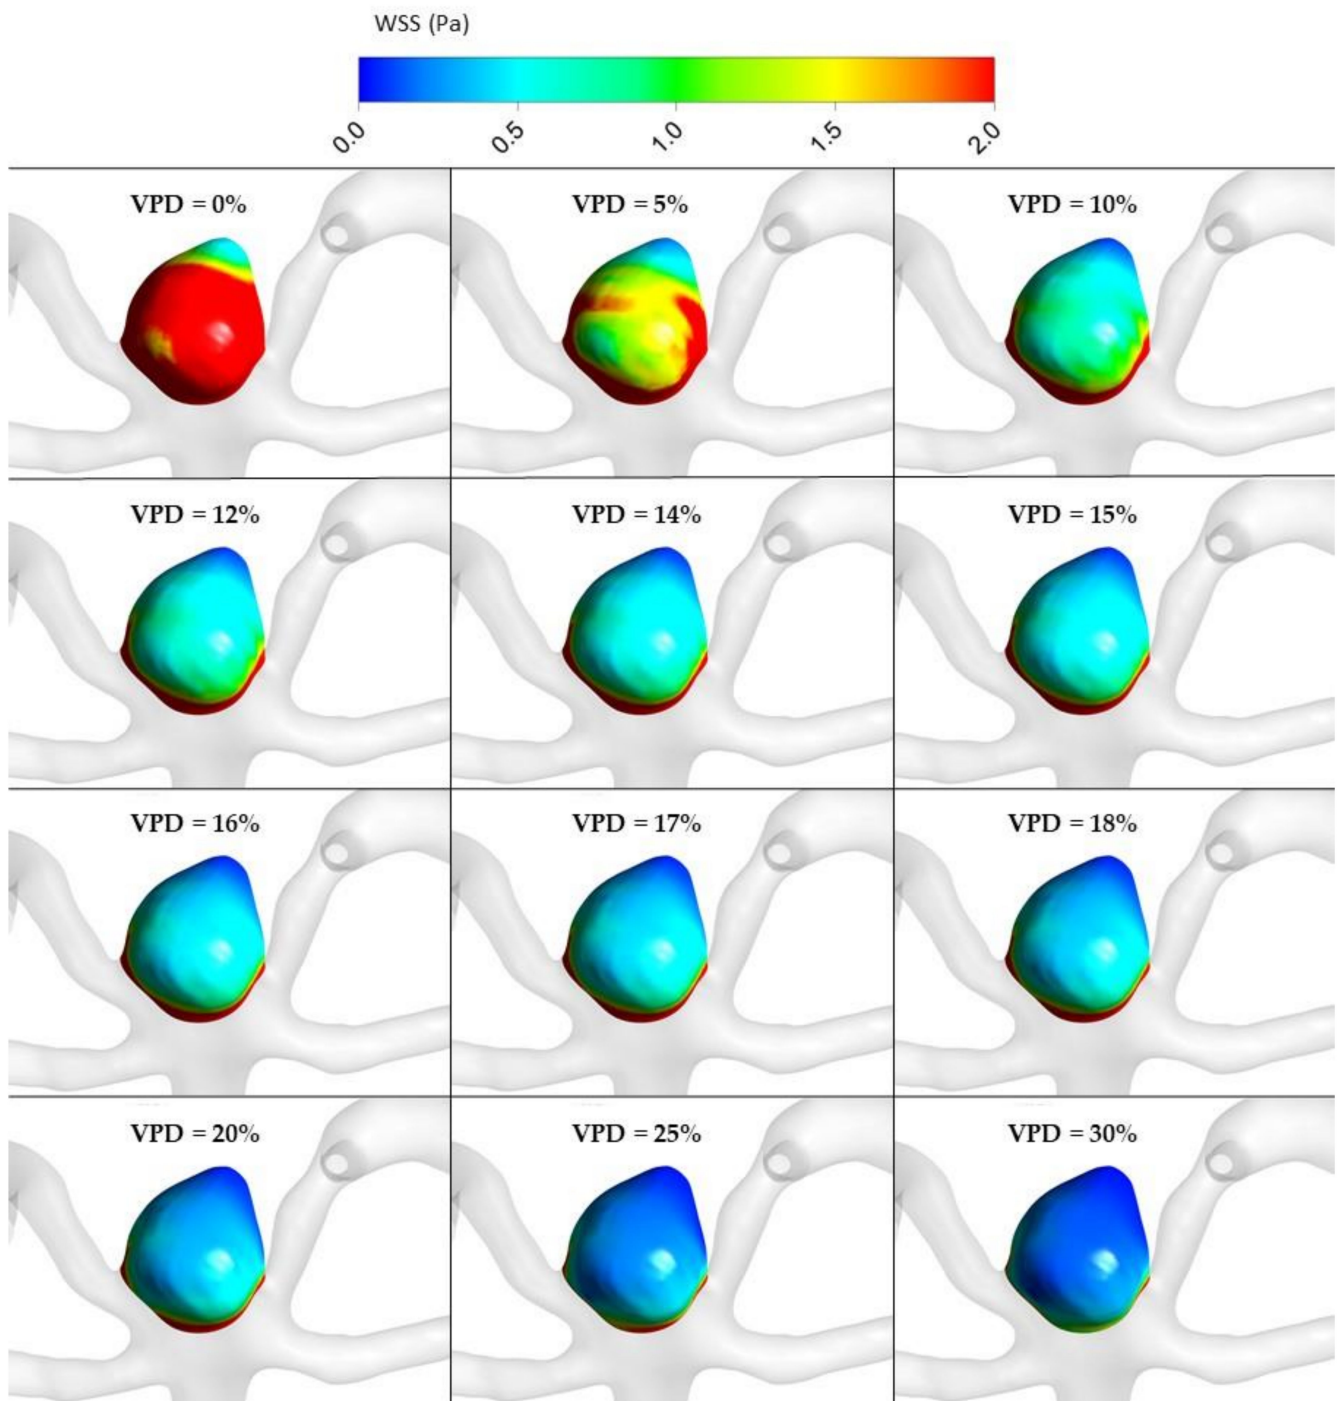 WSS (Pa)
0.0 0.5 1.0 1.5 2.0
VPD = 0% VPD = 5% VPD = 10%
VPD = 12% VPD = 14% VPD = 15%
VPD = 16% VPD = 17% VPD = 18%
VPD = 20% VPD = 25% VPD = 30%